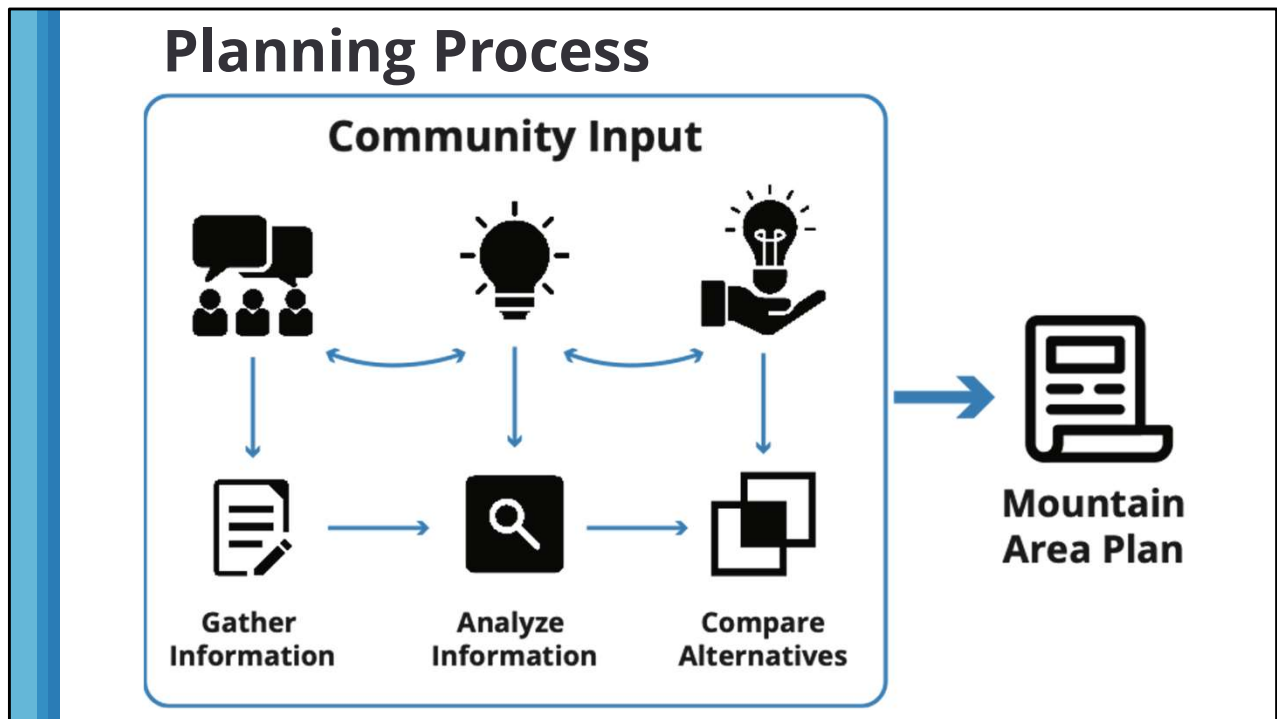 Planning Process
Community Input
Gather
Information
Analyze
Information
Compare
Alternatives
Mountain
Area Plan